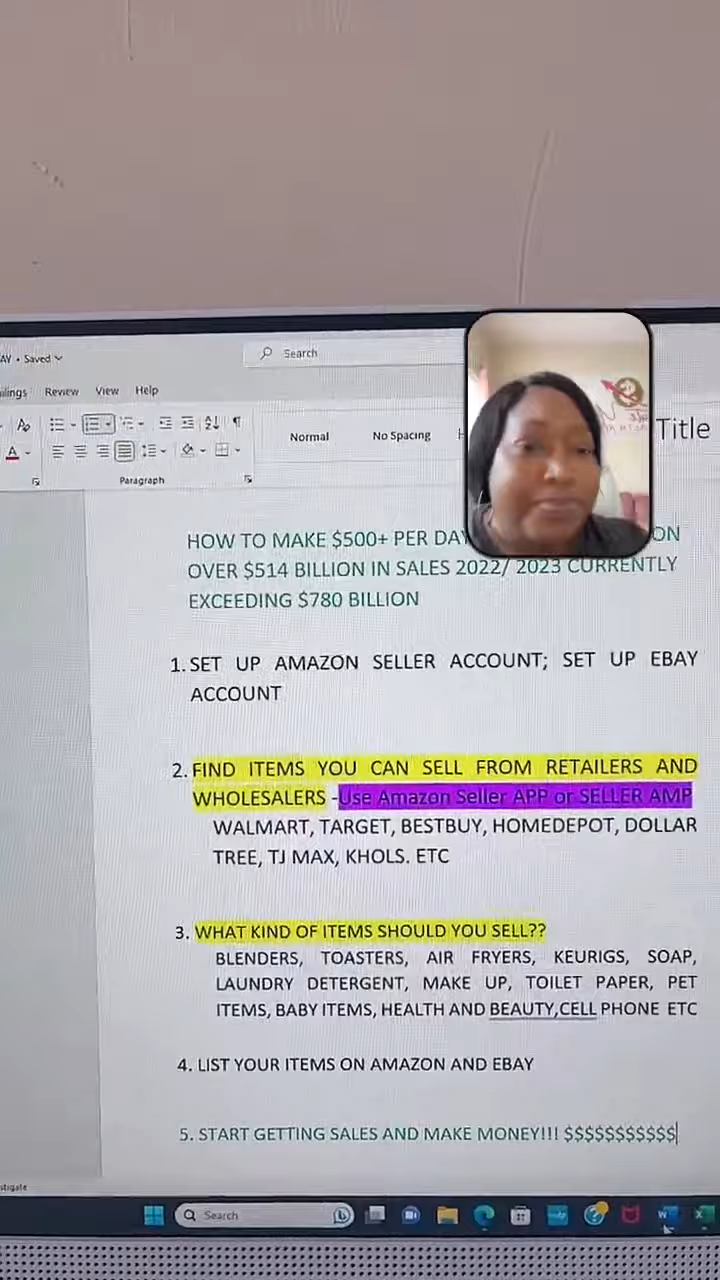 AY • Saved
Search
ilings Review View Help
Normal
No Spacing
Title
Paragraph
HOW TO MAKE $500+ PER DAY ON
OVER $514 BILLION IN SALES 2022/ 2023 CURRENTLY
EXCEEDING $780 BILLION
1. SET UP AMAZON SELLER ACCOUNT; SET UP EBAY
ACCOUNT
2. FIND ITEMS YOU CAN SELL FROM RETAILERS AND
WHOLESALERS -Use Amazon Seller APP or SELLER AMP
WALMART, TARGET, BESTBUY, HOMEDEPOT, DOLLAR
TREE, TJ MAX, KHOLS. ETC
3. WHAT KIND OF ITEMS SHOULD YOU SELL??
BLENDERS, TOASTERS, AIR FRYERS, KEURIGS, SOAP,
LAUNDRY DETERGENT, MAKE UP, TOILET PAPER, PET
ITEMS, BABY ITEMS, HEALTH AND BEAUTY,CELL PHONE ETC
4. LIST YOUR ITEMS ON AMAZON AND EBAY
5. START GETTING SALES AND MAKE MONEY!!! $$$$$$$$$$$
stigate
Search